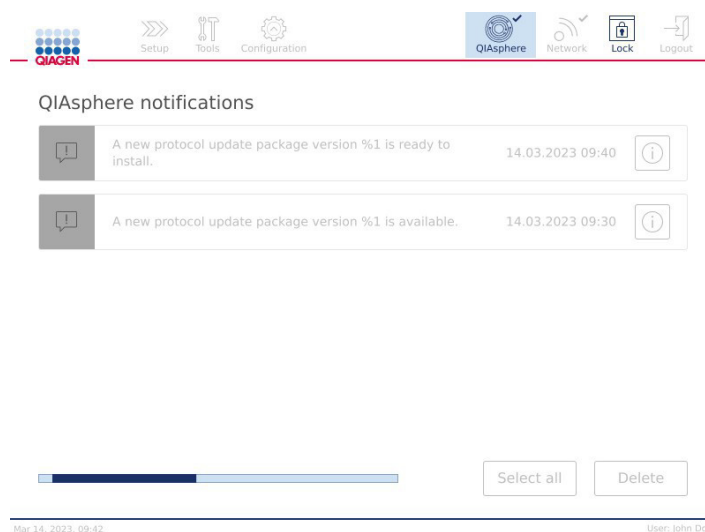 Setup
Tools
Configuration
QIAsphere
Network
Lock
Logout
QIAGEN
QIAsphere notifications
A new protocol update package version %1 is ready to
install.
14.03.2023 09:40
A new protocol update package version %1 is available.
14.03.2023 09:30
Select all
Delete
Mar 14, 2023, 09:42
User: John Do